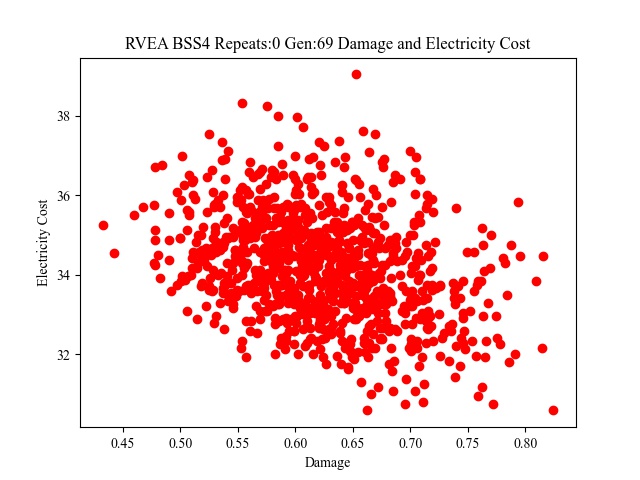 RVEA BSS4 Repeats:0 Gen:69 Damage and Electricity Cost
38
36
34
32
Electricity Cost
0.45 0.50 0.55 0.60 0.65 0.70 0.75 0.80
Damage